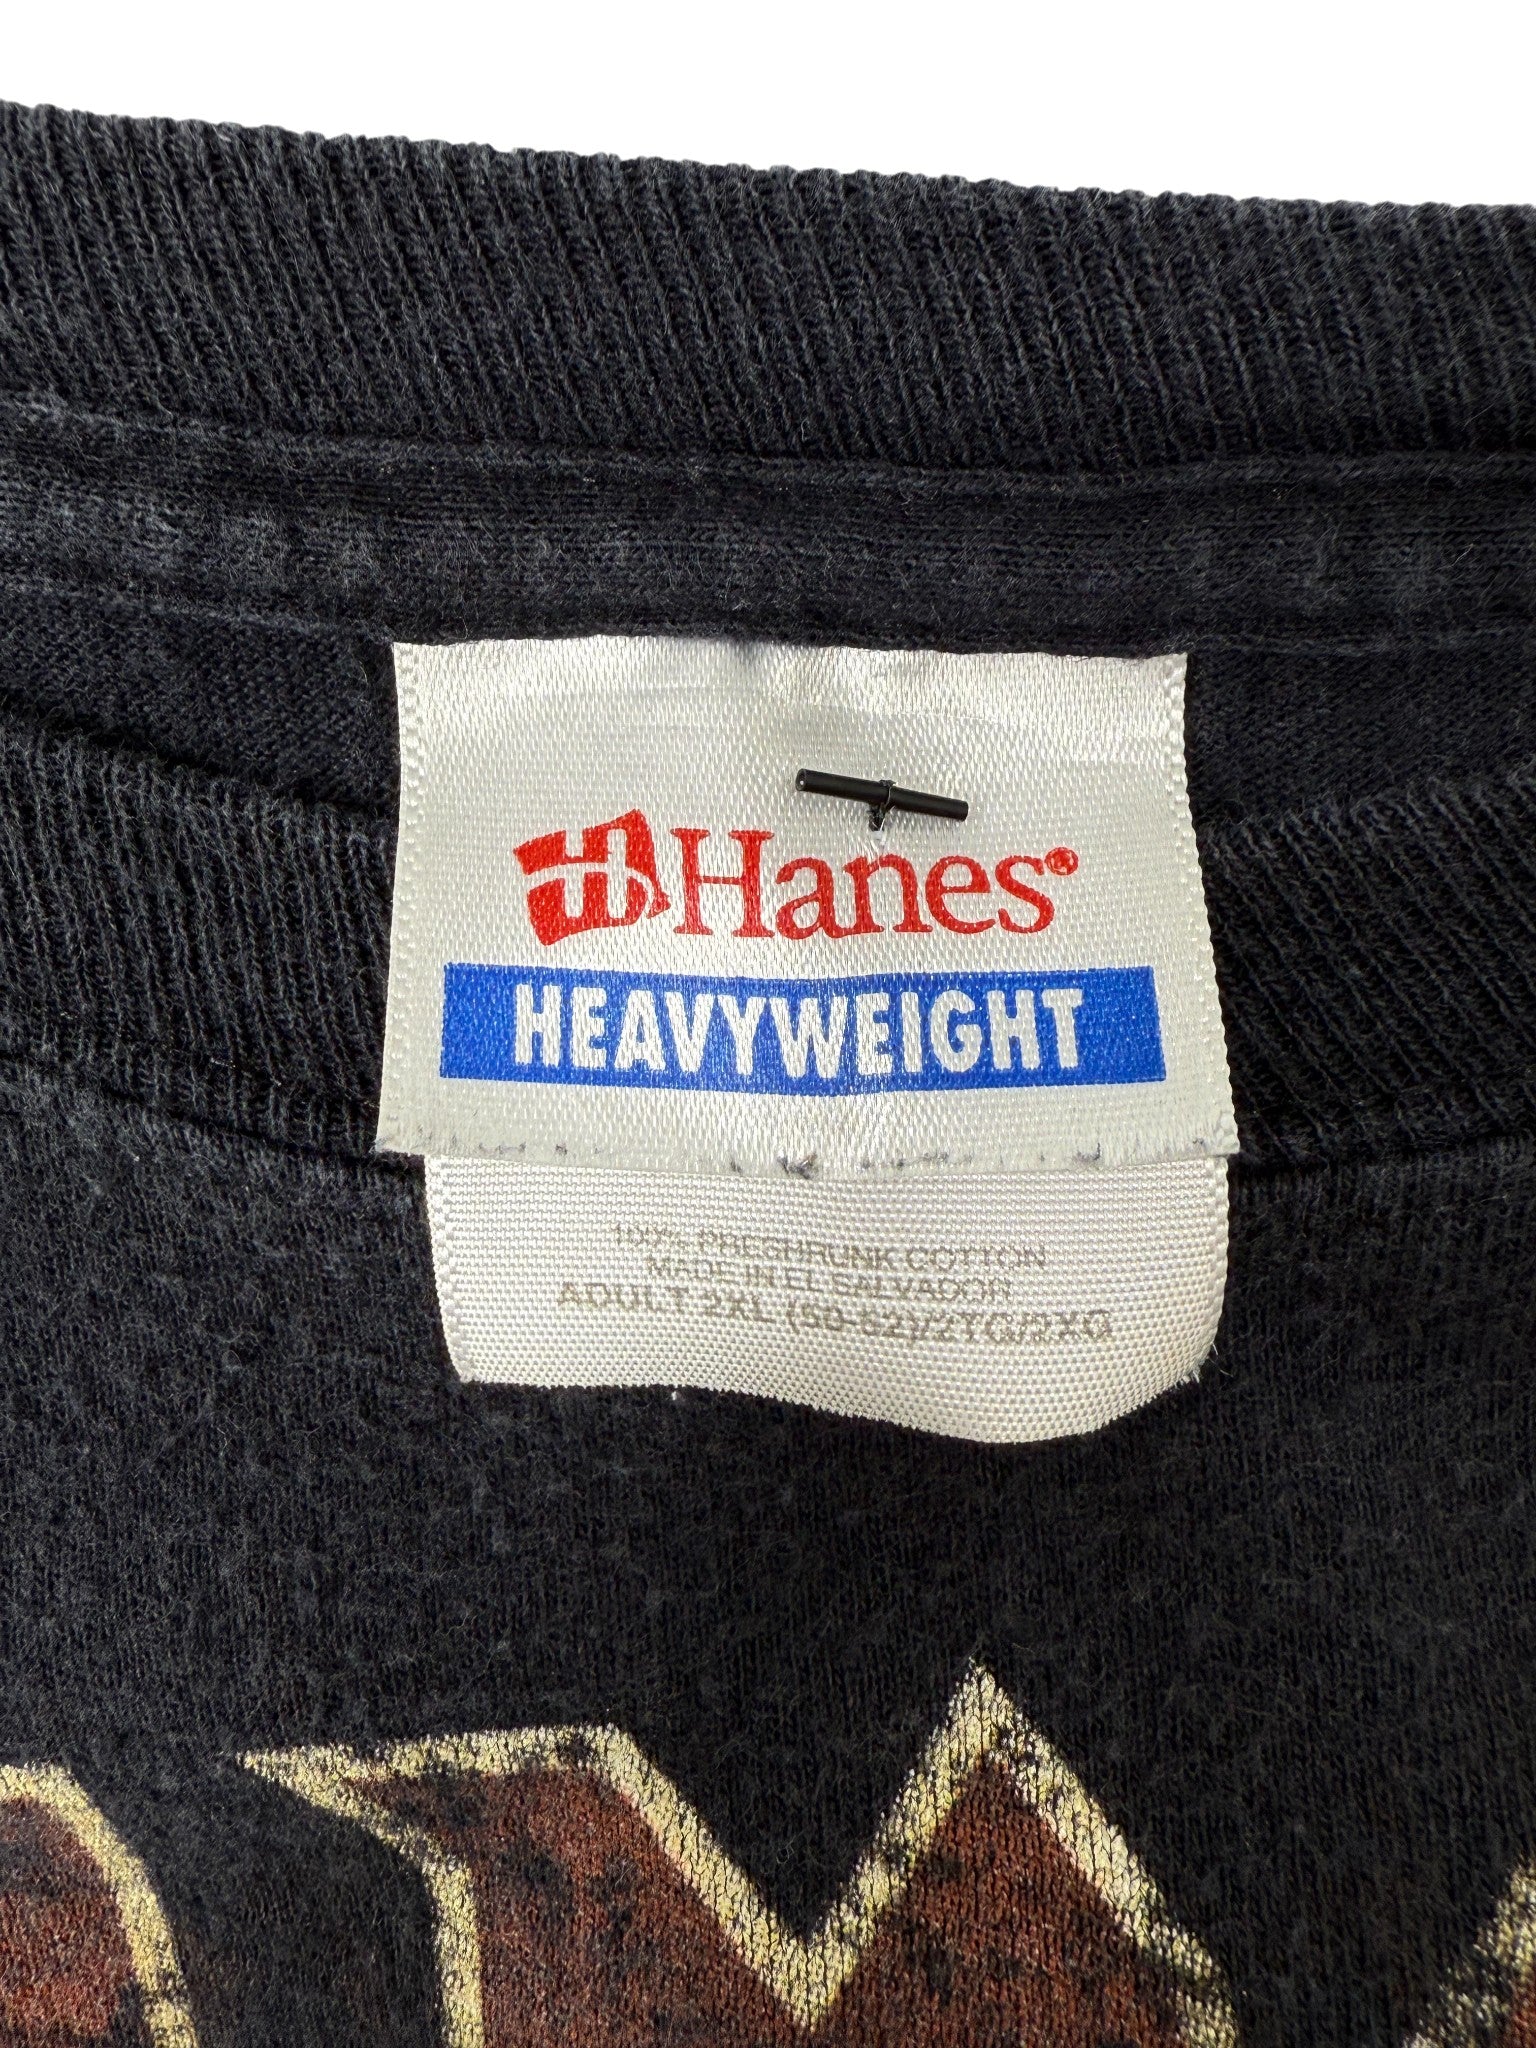 Hanes®
HEAVYWEIGHT
100% PRESHRUNK COTTON
MADE IN EL SALVADOR
ADULT 2XL (50-52)/2TG/2XG